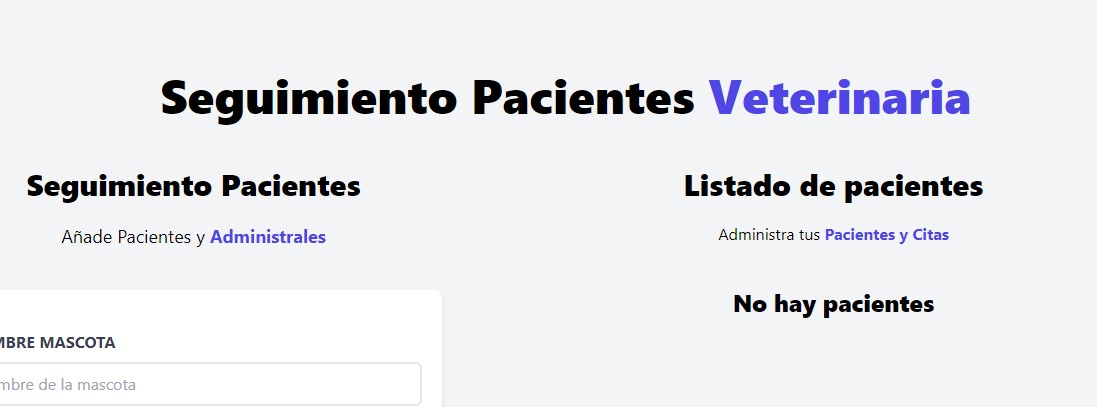 Seguimiento Pacientes Veterinaria
Seguimiento Pacientes
Añade Pacientes y Administrales
MBRE MASCOTA
mbre de la mascota
Listado de pacientes
Administra tus Pacientes y Citas
No hay pacientes